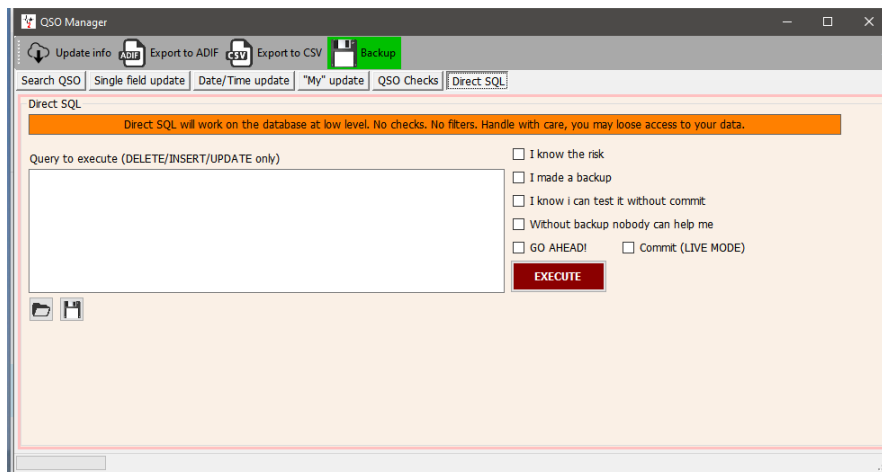 QSO Manager
Update info ADIF Export to ADIF CSV Export to CSV Backup
Search QSO Single field update Date/Time update "My" update QSO Checks Direct SQL
Direct SQL
Direct SQL will work on the database at low level. No checks. No filters. Handle with care, you may loose access to your data.
Query to execute (DELETE/INSERT/UPDATE only)
I know the risk
I made a backup
I know i can test it without commit
Without backup nobody can help me
GO AHEAD! Commit (LIVE MODE)
EXECUTE